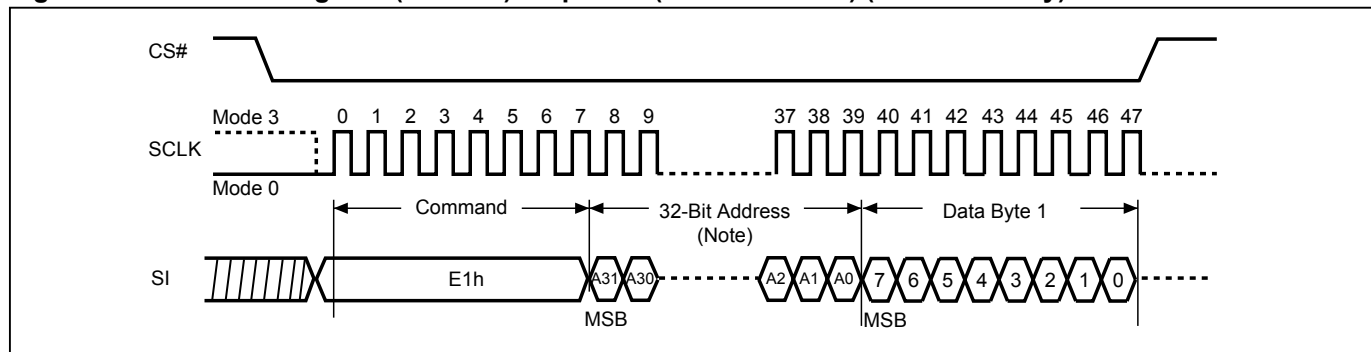 CS#
Mode 3 0 1 2 3 4 5 6 7 8 9 37 38 39 40 41 42 43 44 45 46 47
SCLK
Mode 0
Command 32-Bit Address Data Byte 1
(Note)
SI E1h A31 A30 A2 A1 A0 7 6 5 4 3 2 1 0
MSB MSB